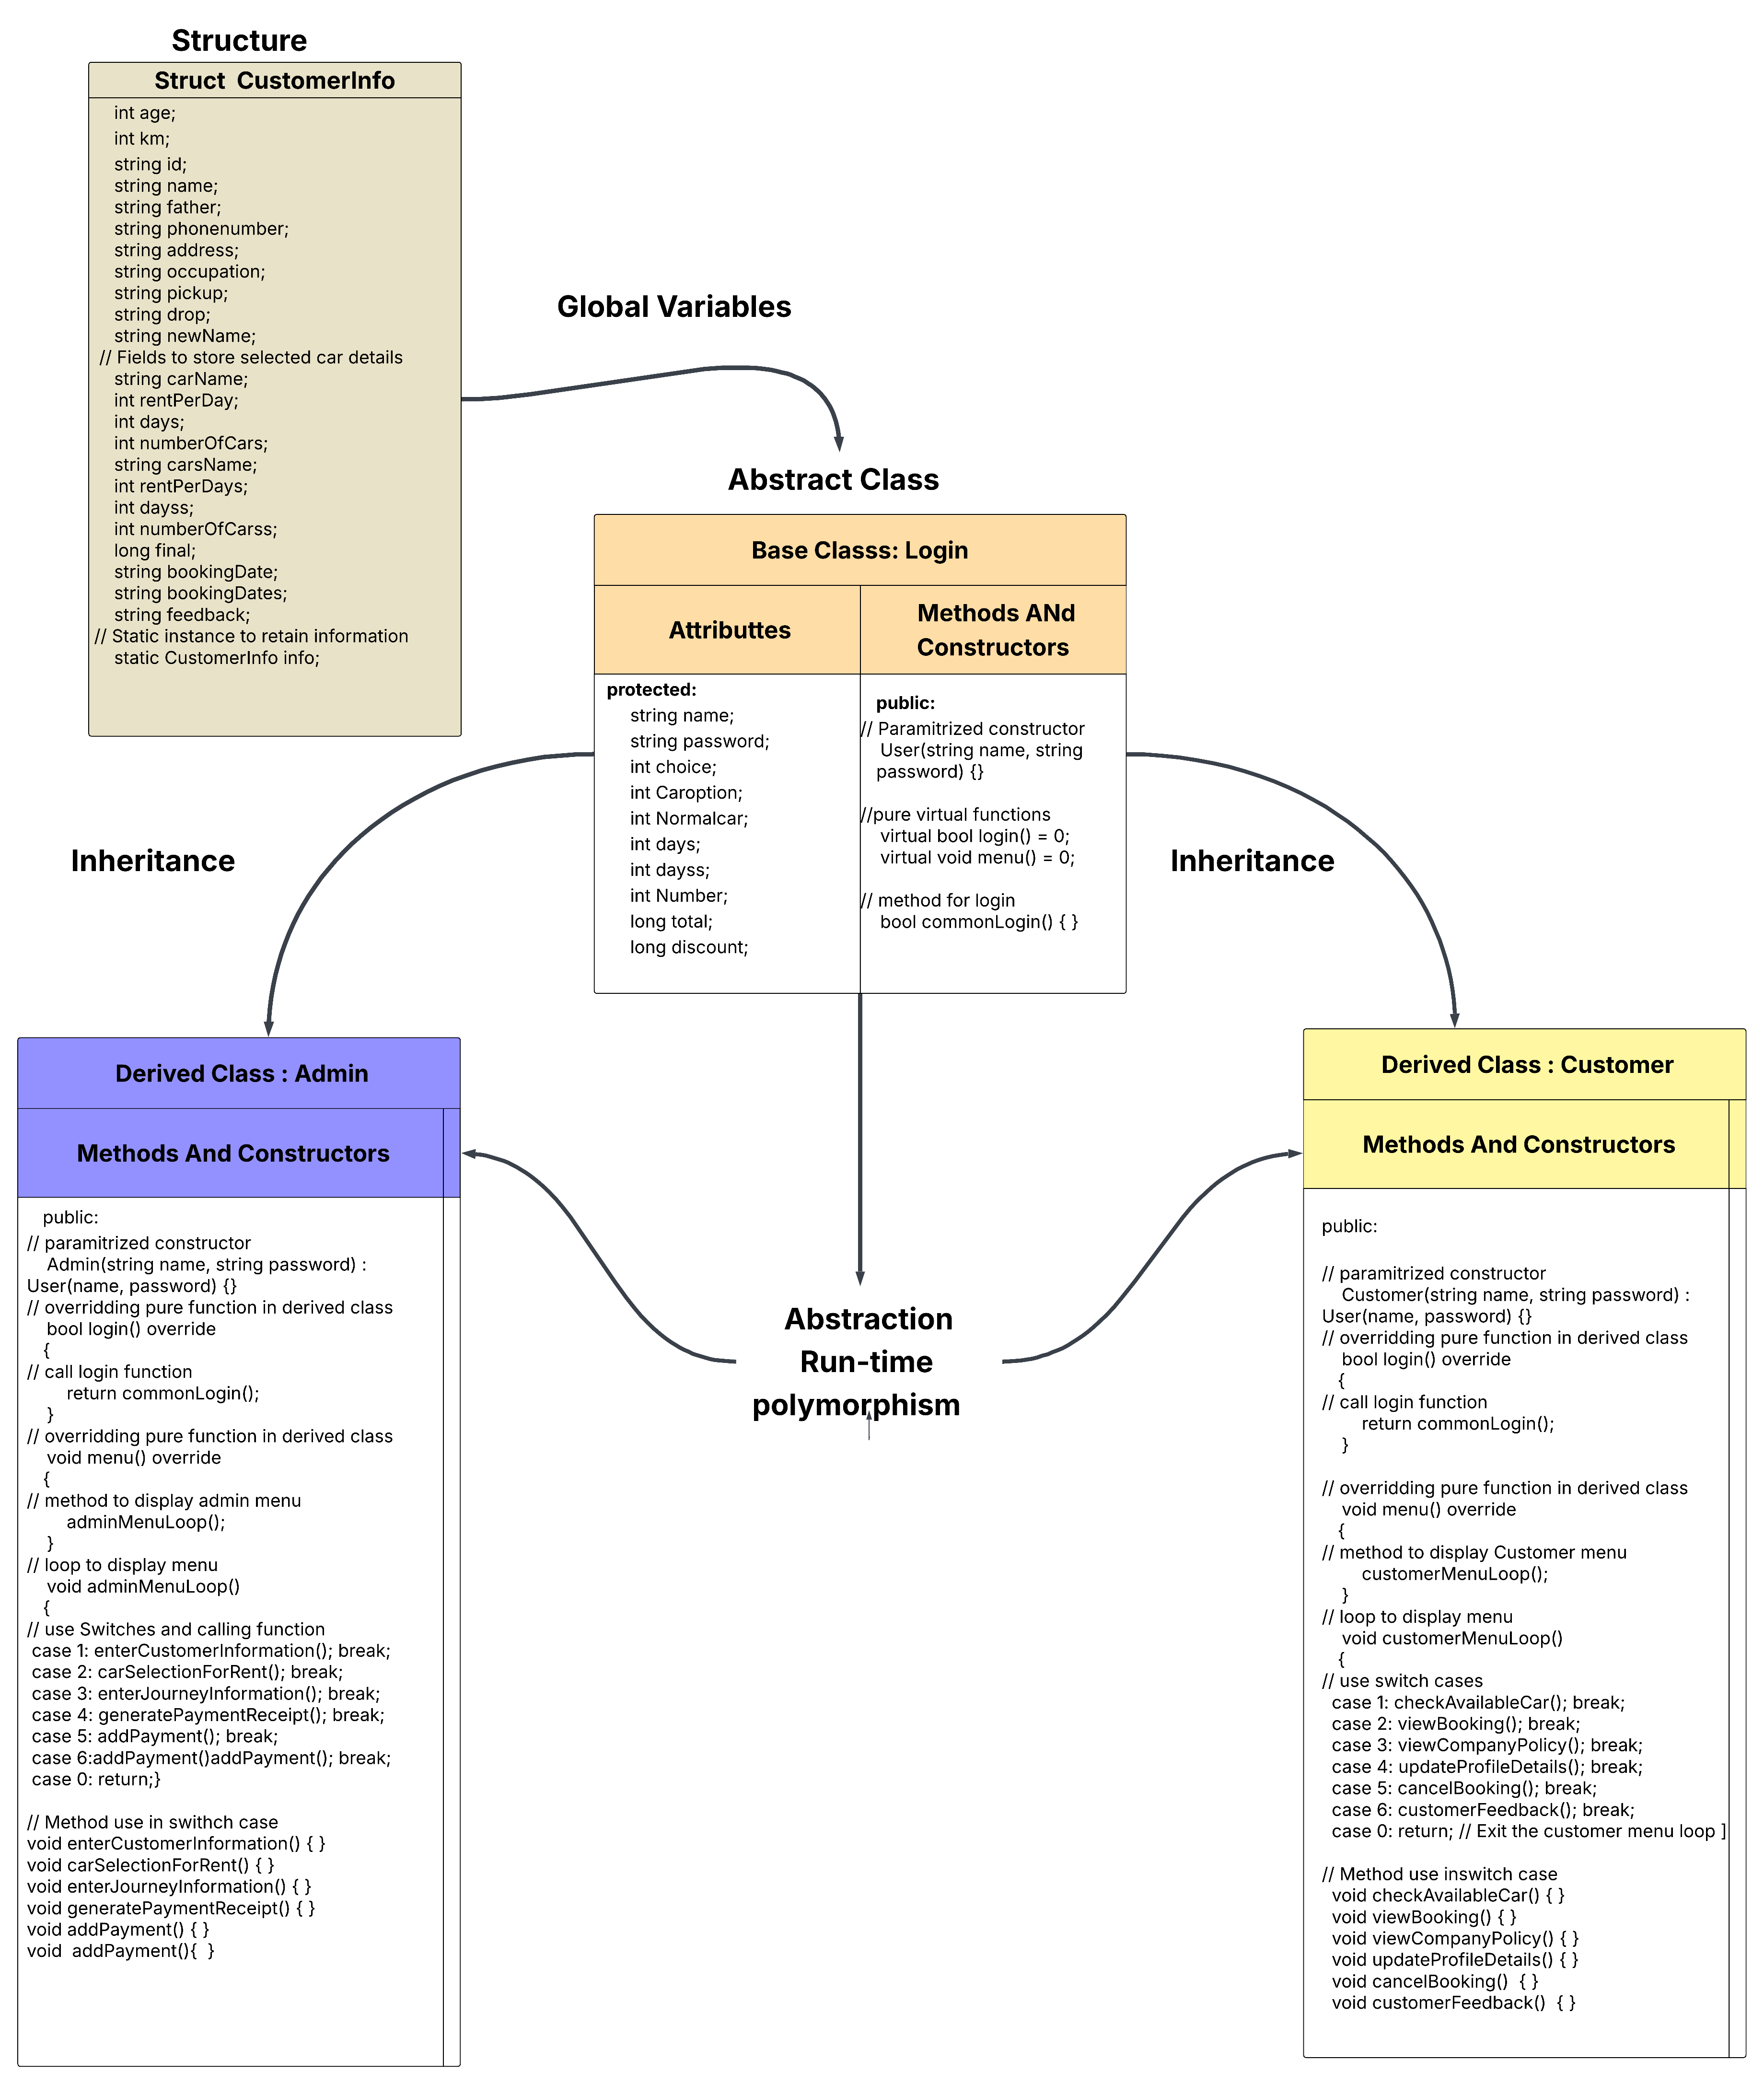 Structure
Struct  CustomerInfo
int age;
int km;
string id;
string name;
string father;
string phonenumber;
string address;
string occupation;
string pickup;
string drop;
string newName;
// Fields to store selected car details
string carName;
int rentPerDay;
int days;
int numberOfCars;
string carsName;
int rentPerDays;
int dayss;
int numberOfCarss;
long final;
string bookingDate;
string bookingDates;
string feedback;
// Static instance to retain information
static CustomerInfo info;
Global Variables
Abstract Class
Base Classs: Login
Attributtes
Methods ANd
Constructors
protected:
string name;
string password;
int choice;
int Caroption;
int Normalcar;
int days;
int dayss;
int Number;
long total;
long discount;
public:
// Paramitrized constructor
User(string name, string
password) {}
//pure virtual functions
virtual bool login() = 0;
virtual void menu() = 0;
// method for login
bool commonLogin() { }
Inheritance
Inheritance
Derived Class : Admin
Methods And Constructors
public:
// paramitrized constructor
Admin(string name, string password) :
User(name, password) {}
// overridding pure function in derived class
bool login() override
{
// call login function
return commonLogin();
}
// overridding pure function in derived class
void menu() override
{
// method to display admin menu
adminMenuLoop();
}
// loop to display menu
void adminMenuLoop()
{
// use Switches and calling function
case 1: enterCustomerInformation(); break;
case 2: carSelectionForRent(); break;
case 3: enterJourneyInformation(); break;
case 4: generatePaymentReceipt(); break;
case 5: addPayment(); break;
case 6:addPayment()addPayment(); break;
case 0: return;}
// Method use in swithch case
void enterCustomerInformation() { }
void carSelectionForRent() { }
void enterJourneyInformation() { }
void generatePaymentReceipt() { }
void addPayment() { }
void  addPayment(){  }
Abstraction
Run-time
polymorphism
Derived Class : Customer
Methods And Constructors
public:
// paramitrized constructor
Customer(string name, string password) :
User(name, password) {}
// overridding pure function in derived class
bool login() override
{
// call login function
return commonLogin();
}
// overridding pure function in derived class
void menu() override
{
// method to display Customer menu
customerMenuLoop();
}
// loop to display menu
void customerMenuLoop()
{
// use switch cases
case 1: checkAvailableCar(); break;
case 2: viewBooking(); break;
case 3: viewCompanyPolicy(); break;
case 4: updateProfileDetails(); break;
case 5: cancelBooking(); break;
case 6: customerFeedback(); break;
case 0: return; // Exit the customer menu loop ]
// Method use inswitch case
void checkAvailableCar() { }
void viewBooking() { }
void viewCompanyPolicy() { }
void updateProfileDetails() { }
void cancelBooking()  { }
void customerFeedback()  { }